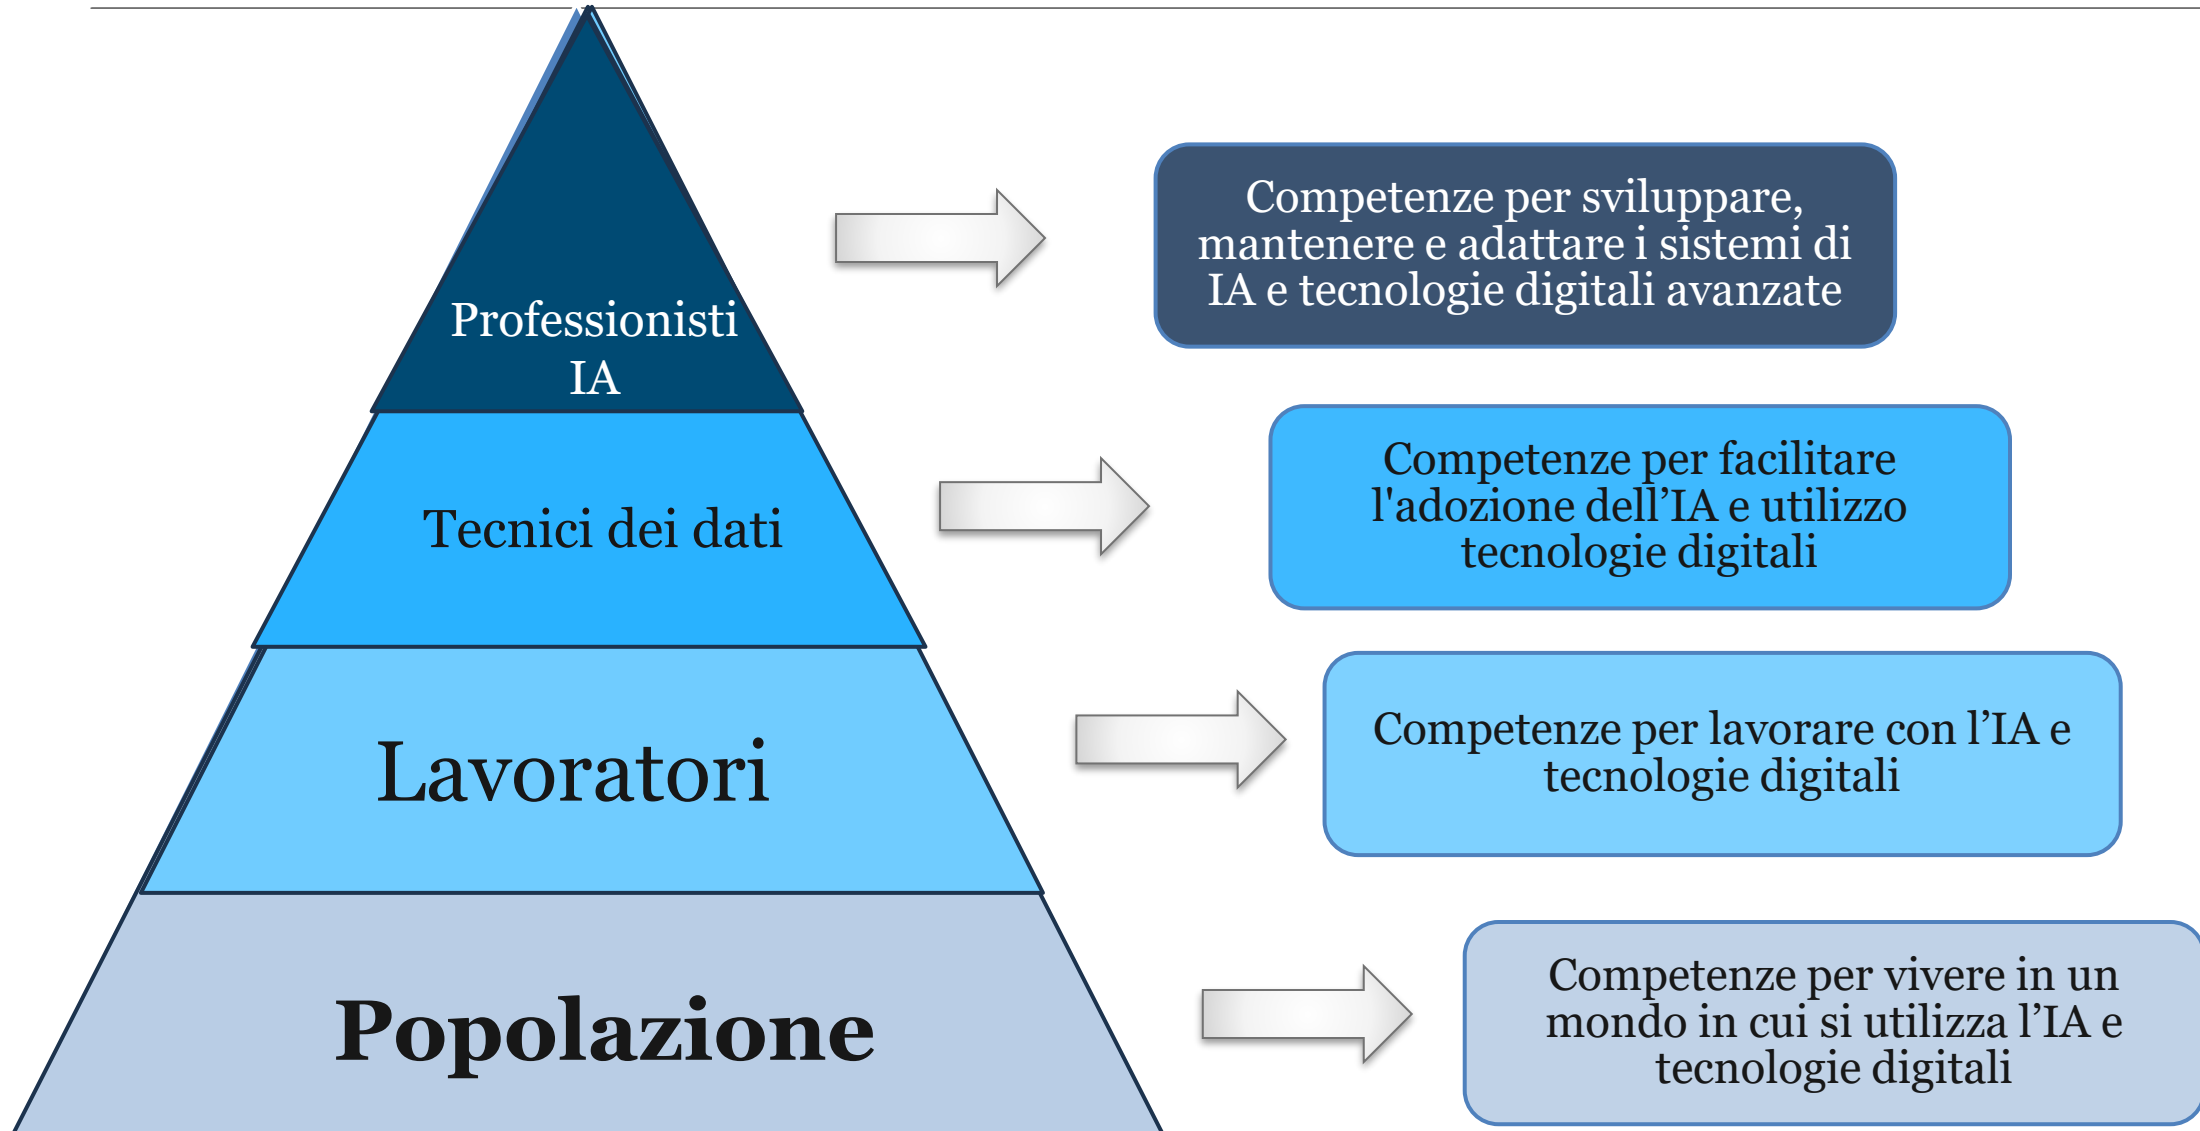 Professionisti
IA
Competenze per sviluppare,
mantenere e adattare i sistemi di
IA e tecnologie digitali avanzate
Tecnici dei dati
Competenze per facilitare
l'adozione dell’IA e utilizzo
tecnologie digitali
Lavoratori
Competenze per lavorare con l’IA e
tecnologie digitali
Popolazione
Competenze per vivere in un
mondo in cui si utilizza l’IA e
tecnologie digitali